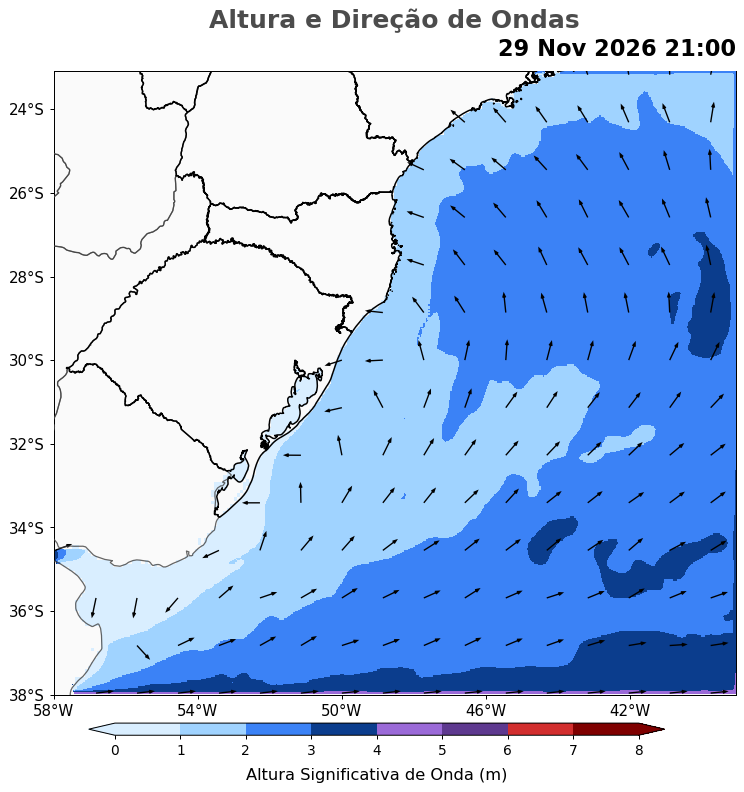 Altura e Direção de Ondas
29 Nov 2026 21:00
24°S
26°S
28°S
30°S
32°S
34°S
36°S
38°S
58°W 54°W 50°W 46°W 42°W
0 1 2 3 4 5 6 7 8
Altura Significativa de Onda (m)